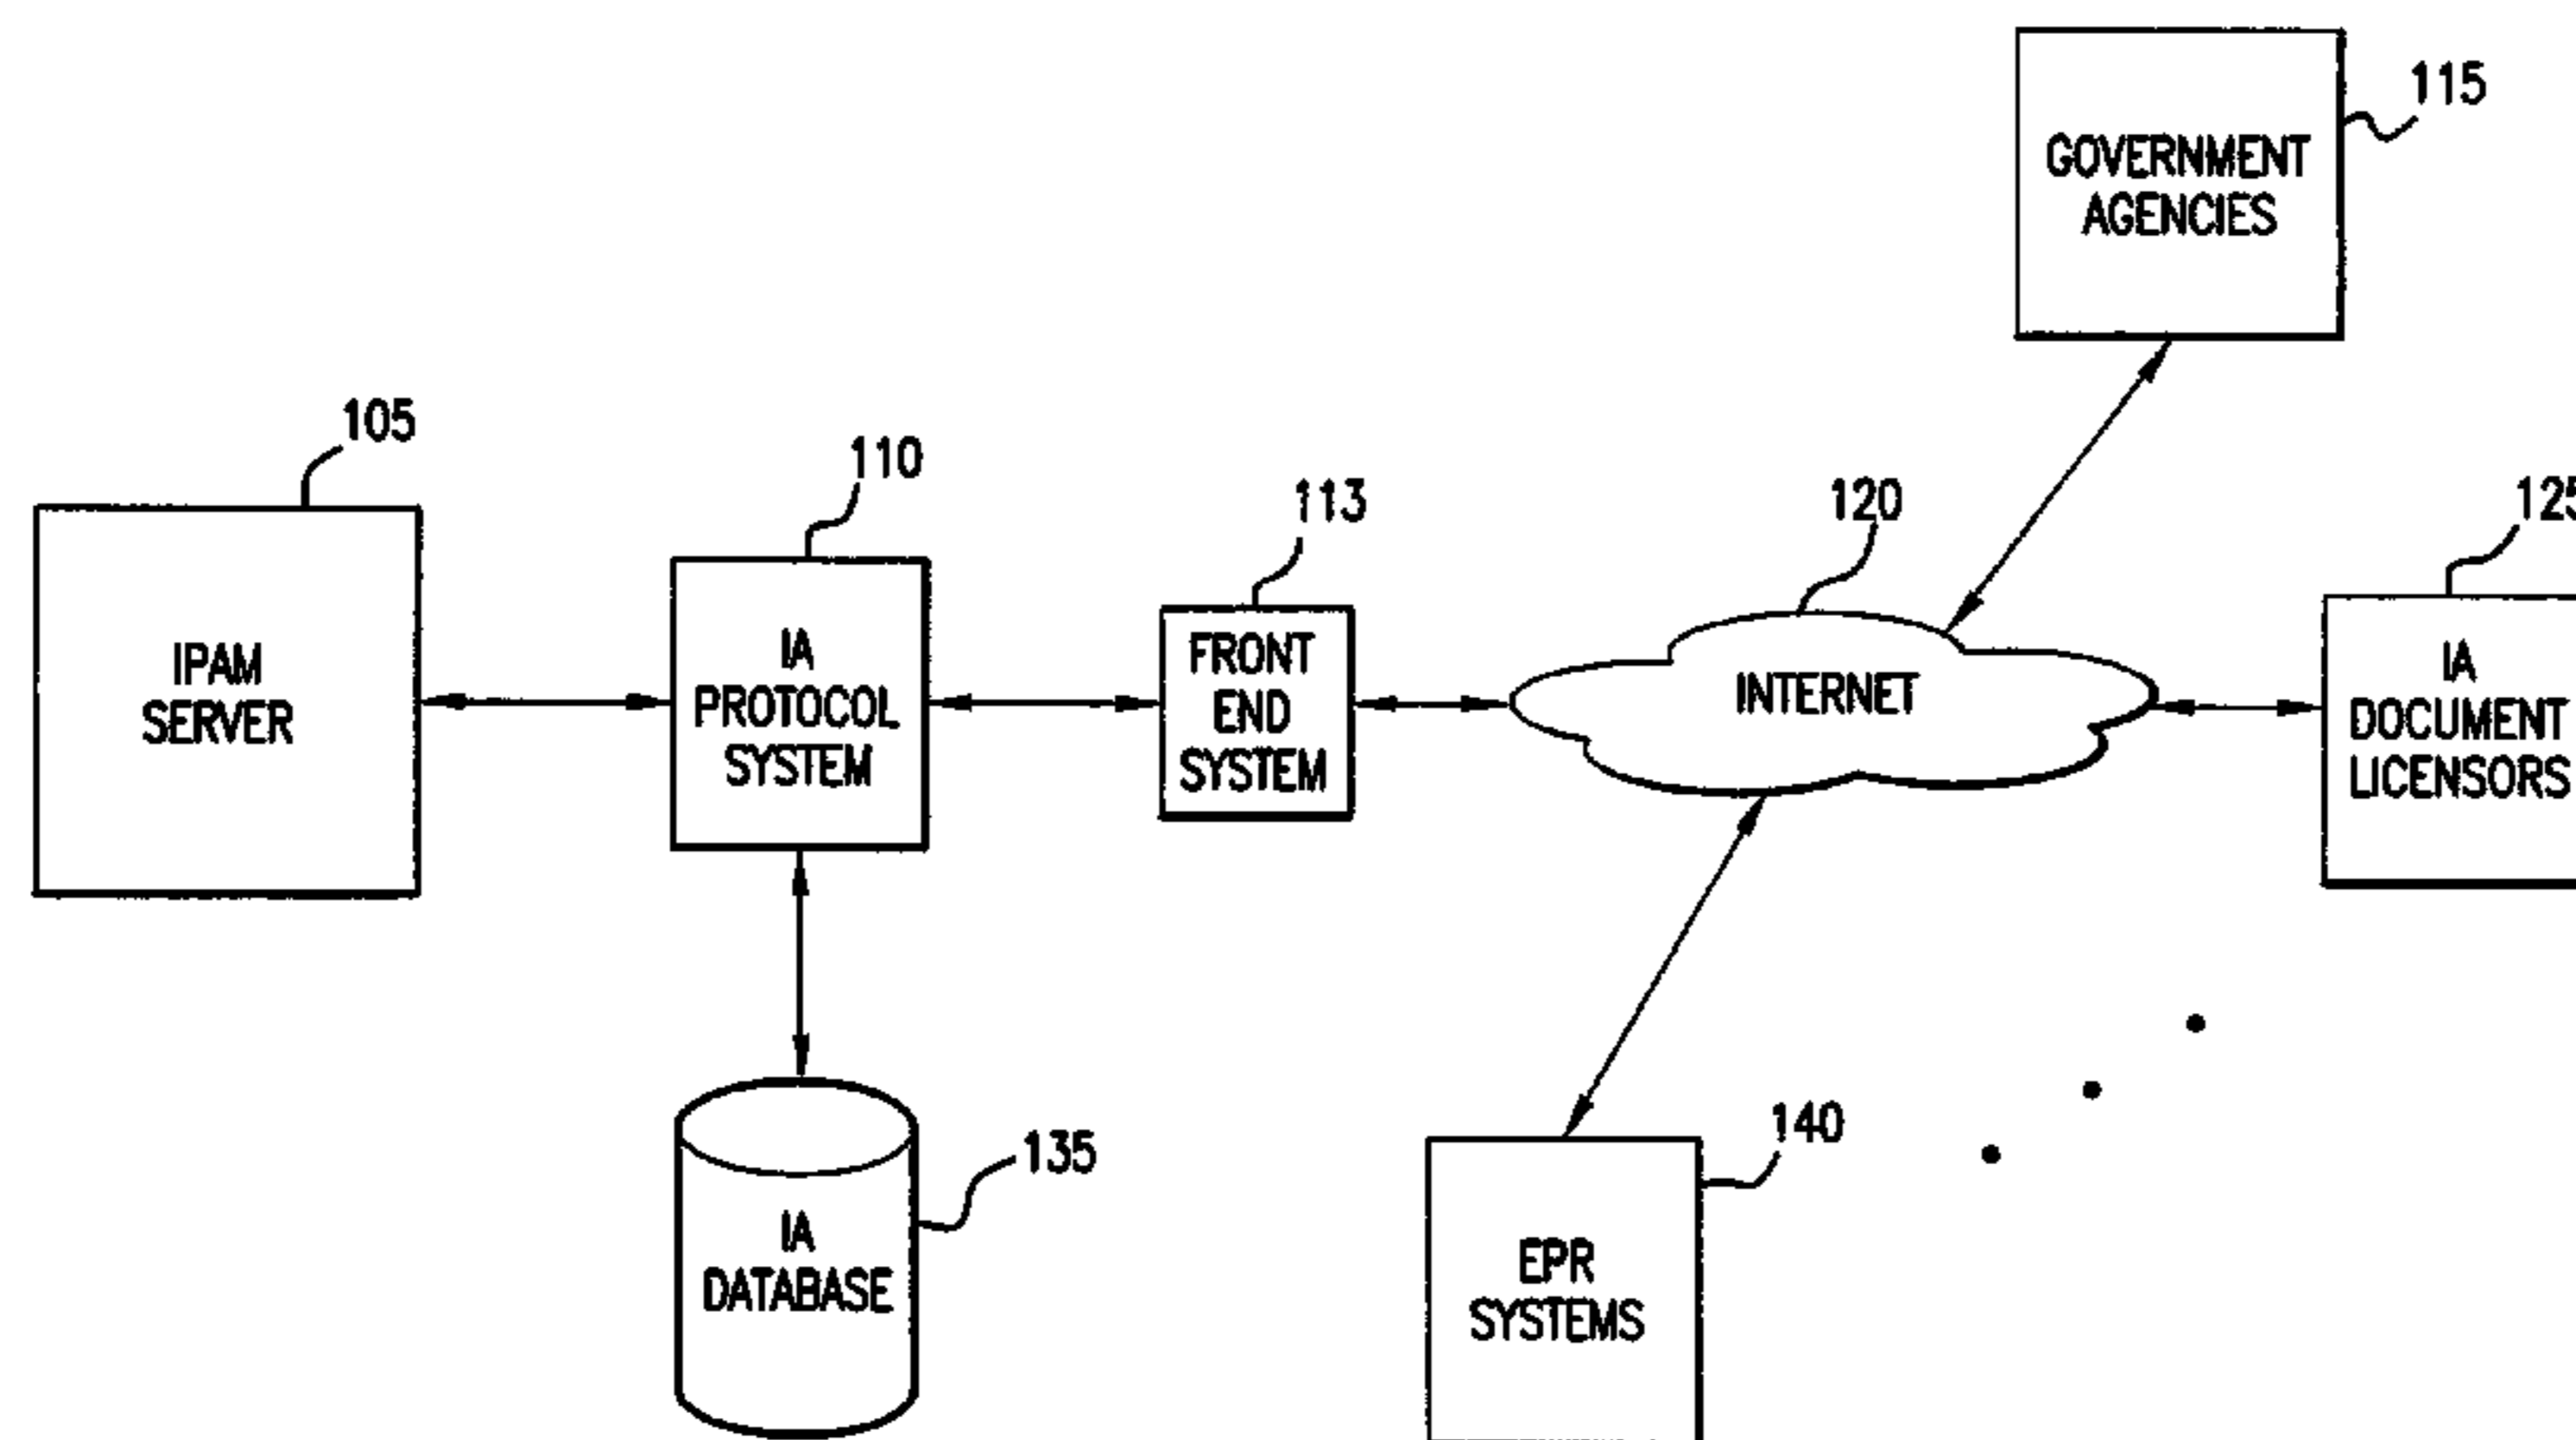 115
GOVERNMENT
AGENCIES
105
110
113
120
125
IPAM
SERVER
IA
PROTOCOL
SYSTEM
FRONT
END
SYSTEM
INTERNET
IA
DOCUMENT
LICENSORS
135
140
IA
DATABASE
EPR
SYSTEMS